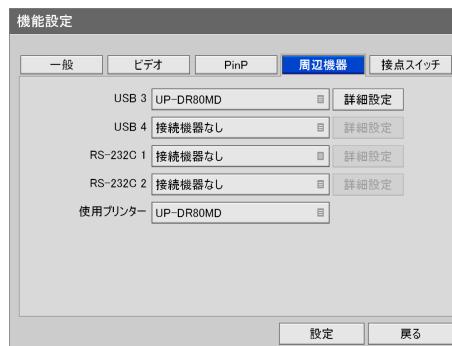 機能設定
一般 ビデオ PinP 周辺機器 接点スイッチ
USB 3 UP-DR80MD 詳細設定
USB 4 接続機器なし 詳細設定
RS-232C 1 接続機器なし 詳細設定
RS-232C 2 接続機器なし 詳細設定
使用プリンター UP-DR80MD
設定 戻る